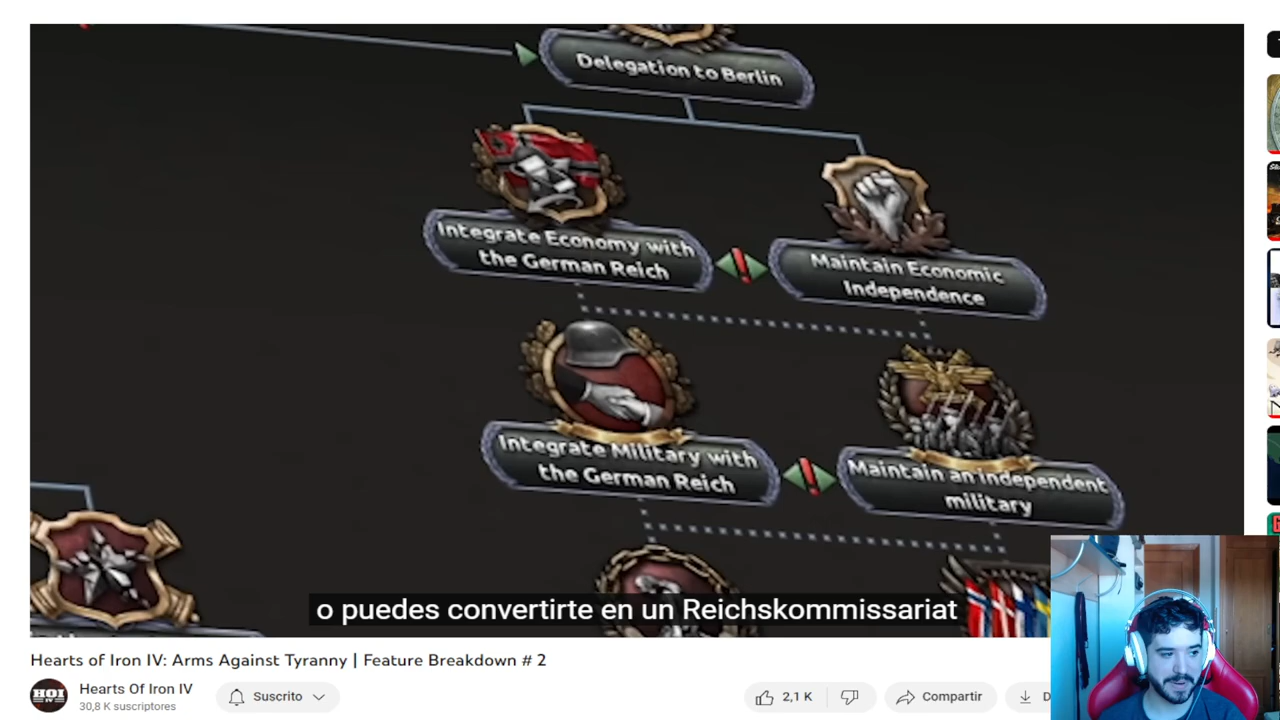 Delegation to Berlin
Integrate Economy with
the German Reich
Maintain Economic
Independence
Integrate Military with
the German Reich
Maintain an Independent
military
o puedes convertirte en un Reichskommissariat
Hearts of Iron IV: Arms Against Tyranny | Feature Breakdown # 2
HOI
IV
Hearts Of Iron IV
30,8 K suscriptores
Suscrito
2,1 K
Compartir